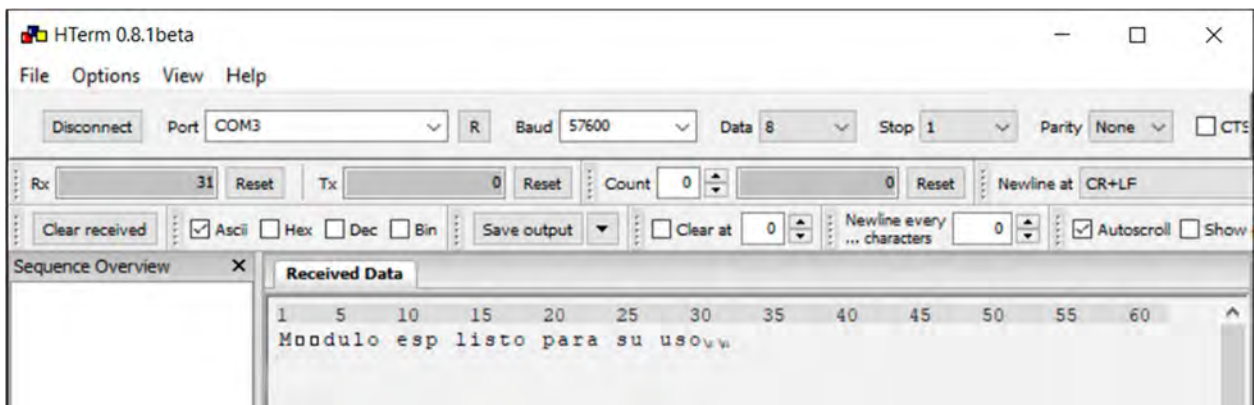 HTerm 0.8.1beta
File Options View Help
Disconnect Port COM3 R Baud 57600 Data 8 Stop 1 Parity None CTS
Rx 31 Reset Tx 0 Reset Count 0 0 Reset Newline at CR+LF
Clear received Ascii Hex Dec Bin Save output Clear at 0 Newline every ... characters 0 Autoscroll Show
Sequence Overview Received Data
1 5 10 15 20 25 30 35 40 45 50 55 60
M¤¤dulo esp listo para su uso